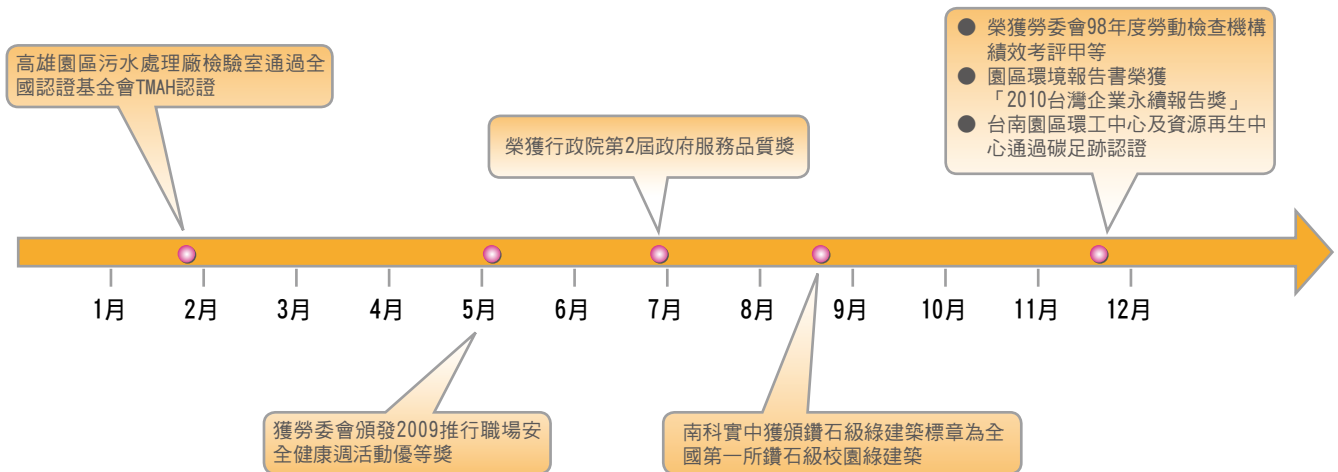 高雄園區污水處理廠檢驗室通過全
國認證基金會TMAH認證
榮獲行政院第2屆政府服務品質獎
● 榮獲勞委會98年度勞動檢查機構
績效考評甲等
● 園區環境報告書榮獲
「2010台灣企業永續報告獎」
● 台南園區環工中心及資源再生中
心通過碳足跡認證
1月 2月 3月 4月 5月 6月 7月 8月 9月 10月 11月 12月
獲勞委會頒發2009推行職場安
全健康週活動優等獎
南科實中獲頒鑽石級綠建築標章為全
國第一所鑽石級校園綠建築